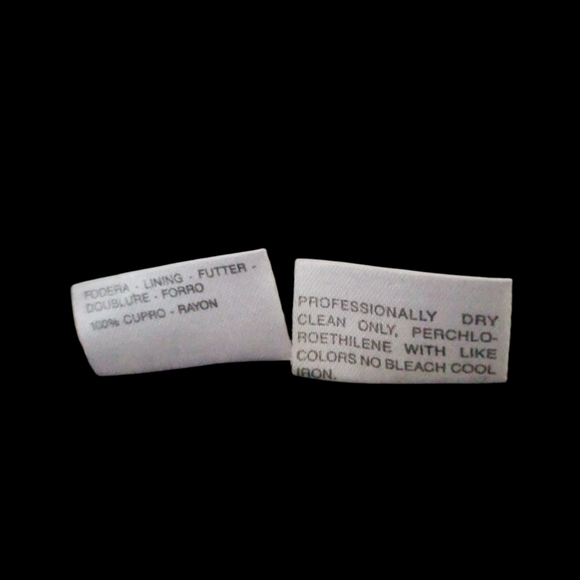 FODERA - LINING - FUTTER -
DOUBLURE - FORRO
100% CUPRO - RAYON
PROFESSIONALLY DRY
CLEAN ONLY, PERCHLO-
ROETHILENE WITH LIKE
COLORS NO BLEACH COOL
IRON.